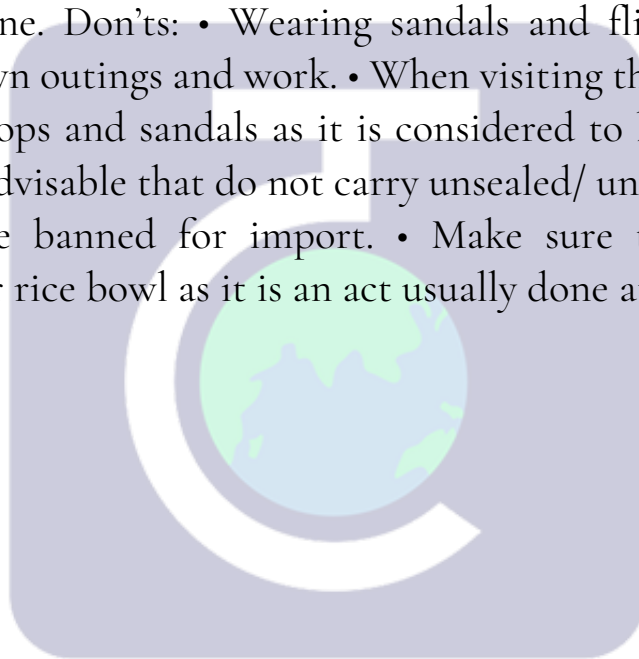 ne. Don’ts: • Wearing sandals and fli
vn outings and work. • When visiting th
ops and sandals as it is considered to
dvisable that do not carry unsealed/ un
e banned for import. • Make sure
r rice bowl as it is an act usually done a